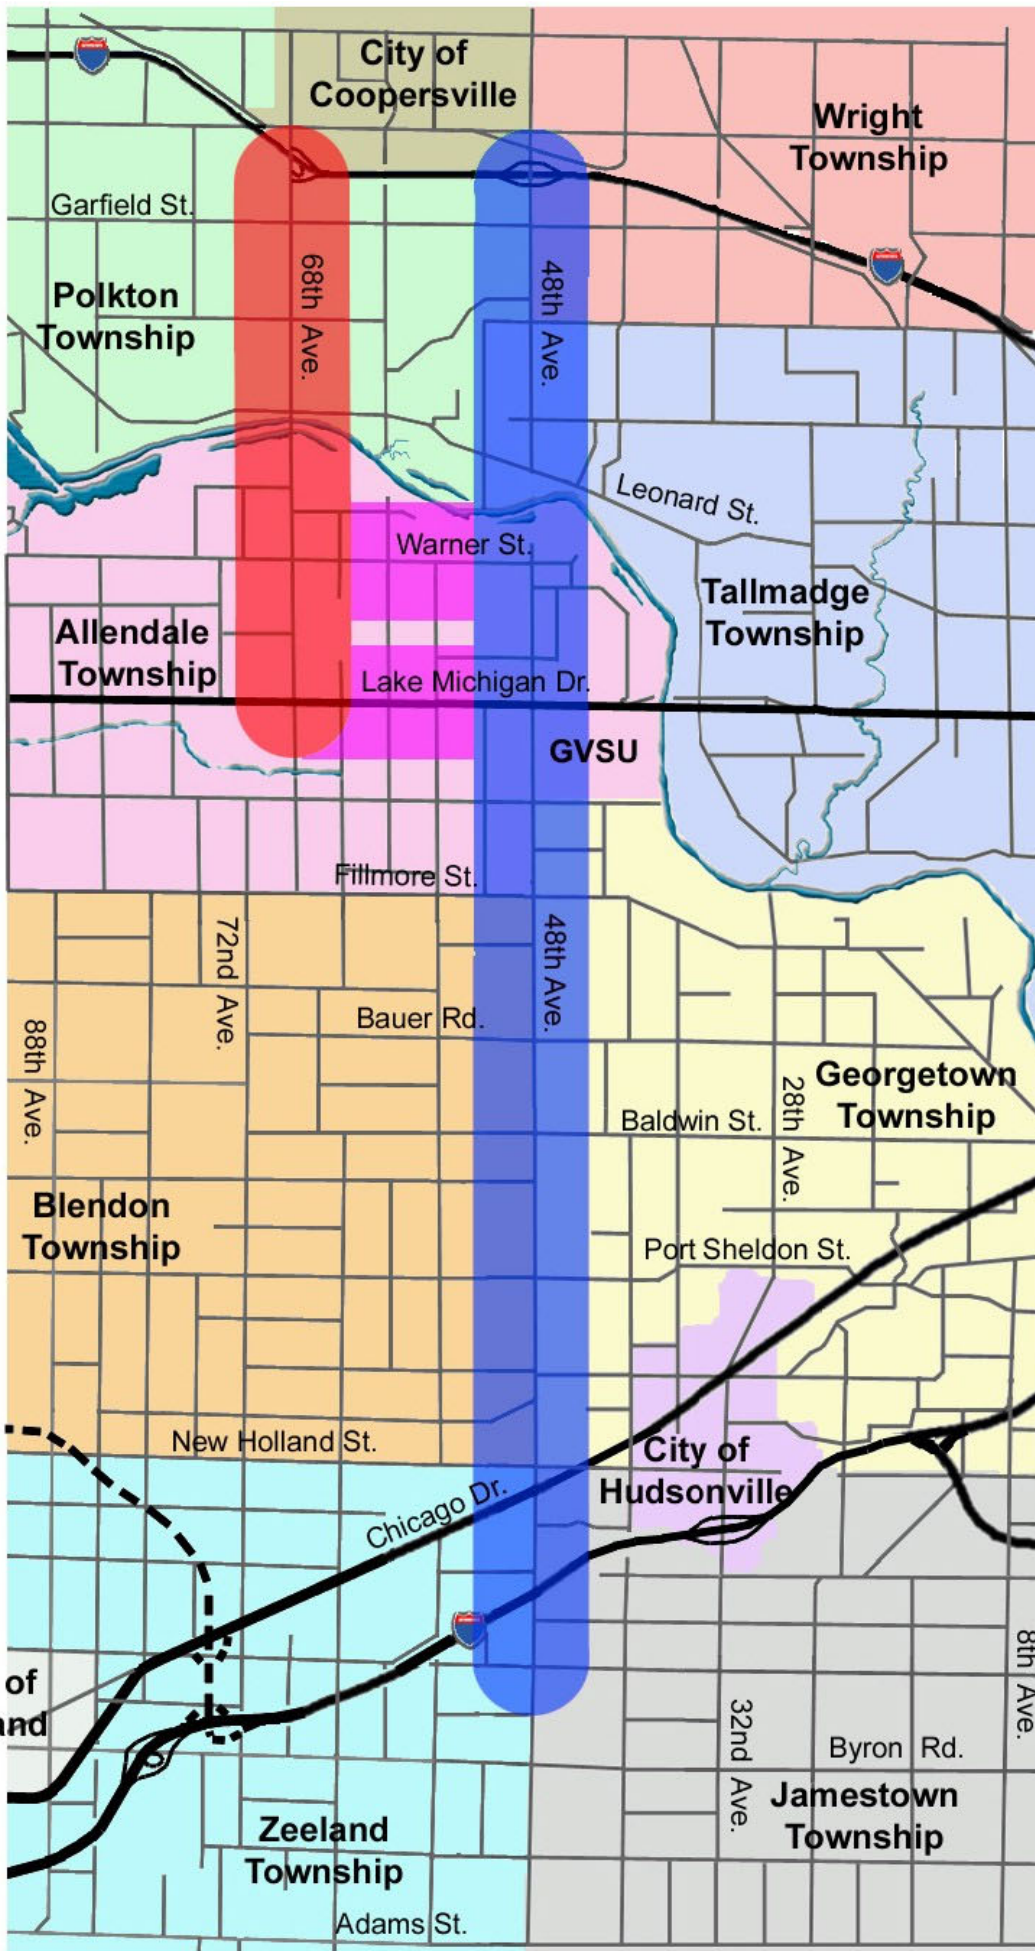 City of
Coopersville
Wright
Township
Garfield St.
68th Ave.
48th Ave.
Polkton
Township
Leonard St.
Warner St.
Tallmadge
Township
Allendale
Township
Lake Michigan Dr.
GVSU
Fillmore St.
72nd Ave.
48th Ave.
Bauer Rd.
88th Ave.
Georgetown
Township
28th Ave.
Baldwin St.
Blendon
Township
Port Sheldon St.
New Holland St.
City of
Hudsonville
Chicago Dr.
8th Ave.
of
and
32nd Ave.
Byron Rd.
Jamestown
Township
Zeeland
Township
Adams St.